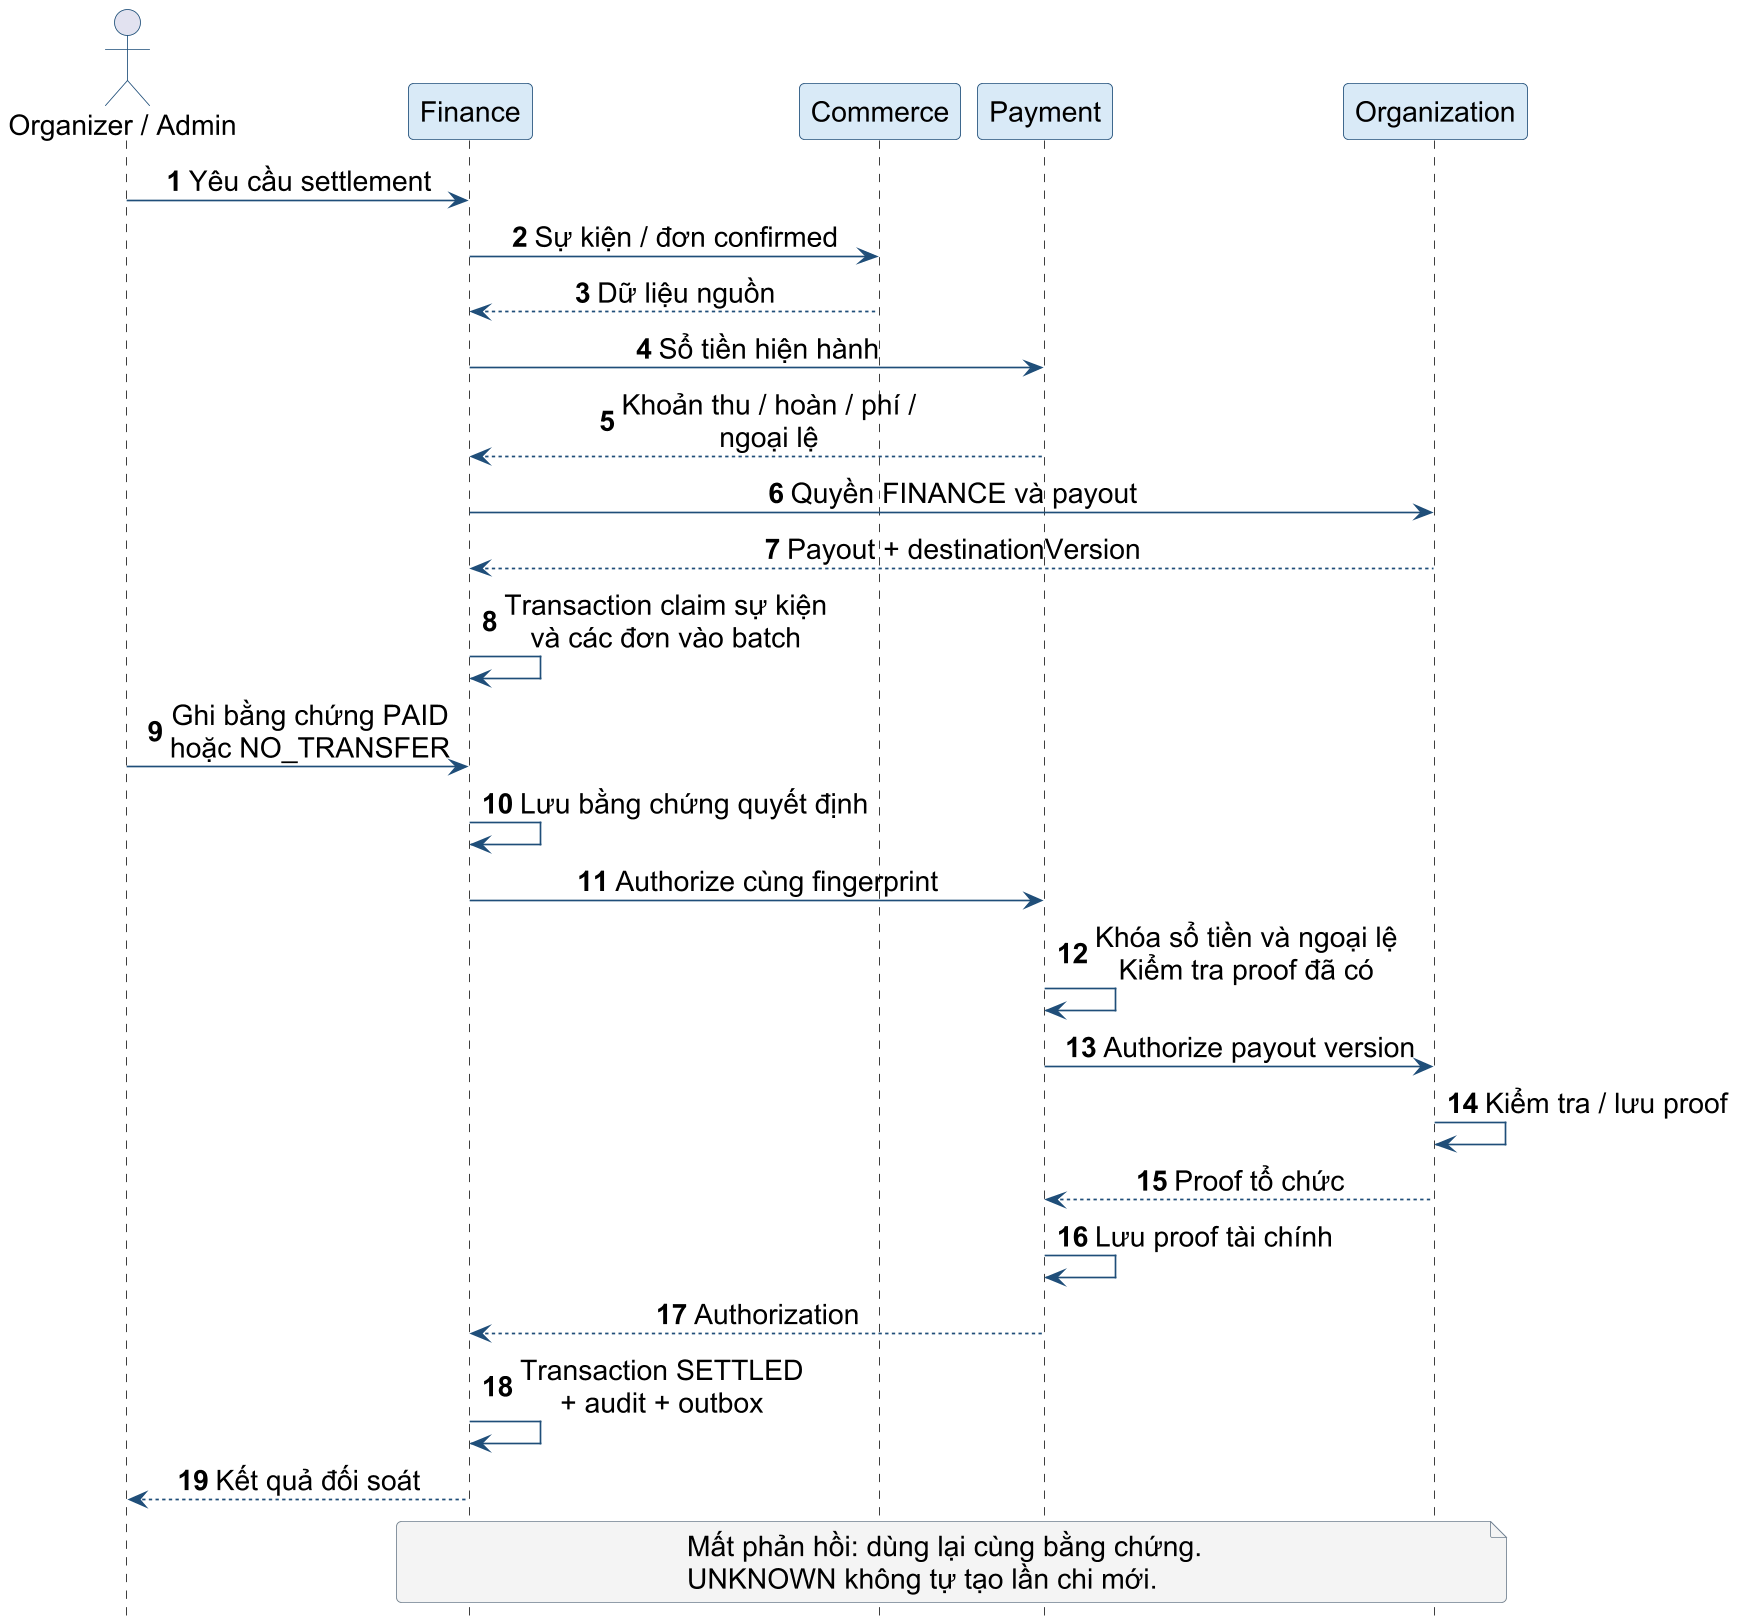 Organizer / Admin
Finance
Commerce
Payment
Organization
1 Yêu cầu settlement
2 Sự kiện / đơn confirmed
3 Dữ liệu nguồn
4 Sổ tiền hiện hành
5 Khoản thu / hoàn / phí /
ngoại lệ
6 Quyền FINANCE và payout
7 Payout + destinationVersion
8 Transaction claim sự kiện
và các đơn vào batch
9 Ghi bằng chứng PAID
hoặc NO_TRANSFER
10 Lưu bằng chứng quyết định
11 Authorize cùng fingerprint
12 Khóa sổ tiền và ngoại lệ
Kiểm tra proof đã có
13 Authorize payout version
14 Kiểm tra / lưu proof
15 Proof tổ chức
16 Lưu proof tài chính
17 Authorization
18 Transaction SETTLED
+ audit + outbox
19 Kết quả đối soát
Mất phản hồi: dùng lại cùng bằng chứng.
UNKNOWN không tự tạo lần chi mới.